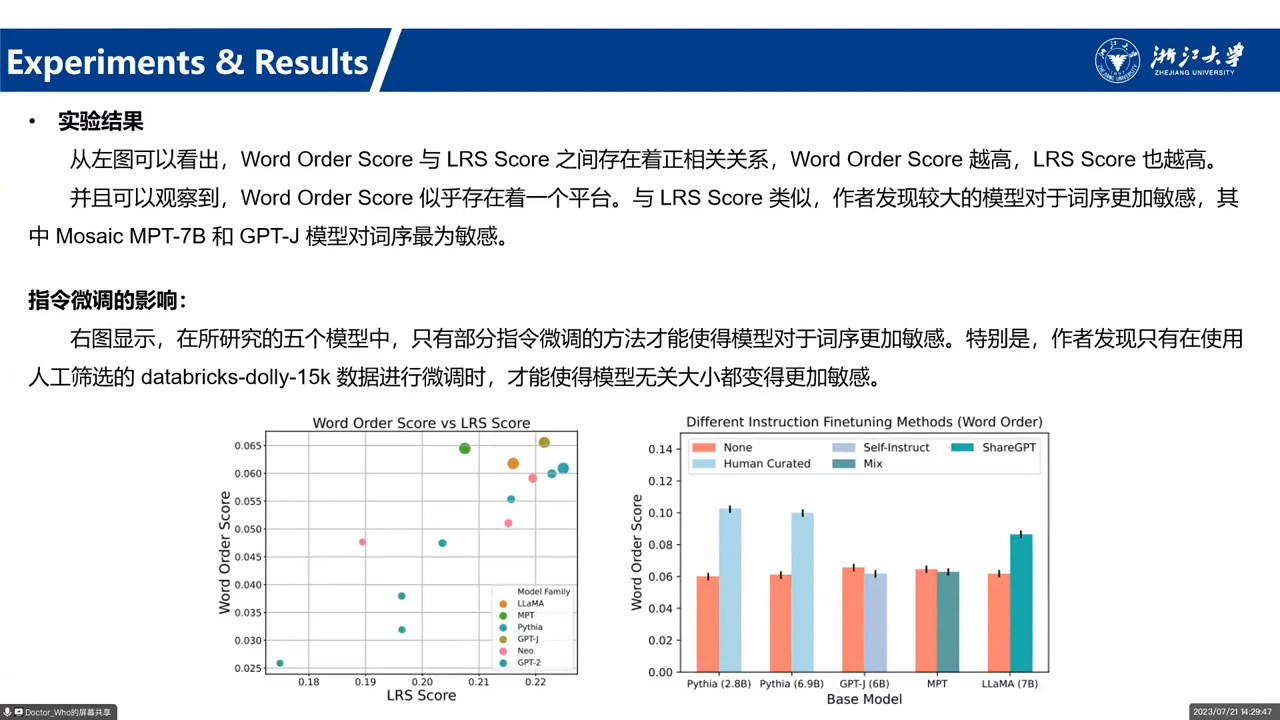 Experiments & Results
浙江大学
ZHEJIANG UNIVERSITY
• 实验结果
从左图可以看出，Word Order Score 与 LRS Score 之间存在着正相关关系，Word Order Score 越高，LRS Score 也越高。
并且可以观察到，Word Order Score 似乎存在着一个平台。与 LRS Score 类似，作者发现较大的模型对于词序更加敏感，其
中 Mosaic MPT-7B 和 GPT-J 模型对词序最为敏感。
指令微调的影响：
右图显示，在所研究的五个模型中，只有部分指令微调的方法才能使得模型对于词序更加敏感。特别是，作者发现只有在使用
人工筛选的 databricks-dolly-15k 数据进行微调时，才能使得模型无关大小都变得更加敏感。
Word Order Score vs LRS Score
0.065
0.060
0.055
0.050
0.045
0.040
0.035
0.030
0.025
Word Order Score
Model Family
LLaMA
MPT
Pythia
GPT-J
Neo
GPT-2
0.18 0.19 0.20 0.21 0.22
LRS Score
Different Instruction Finetuning Methods (Word Order)
None Self-Instruct ShareGPT
Human Curated Mix
0.14
0.12
0.10
0.08
0.06
0.04
0.02
0.00
Word Order Score
Pythia (2.8B) Pythia (6.9B) GPT-J (6B) MPT LLaMA (7B)
Base Model
Doctor_Who的屏幕共享
2023/07/21 14:29:47